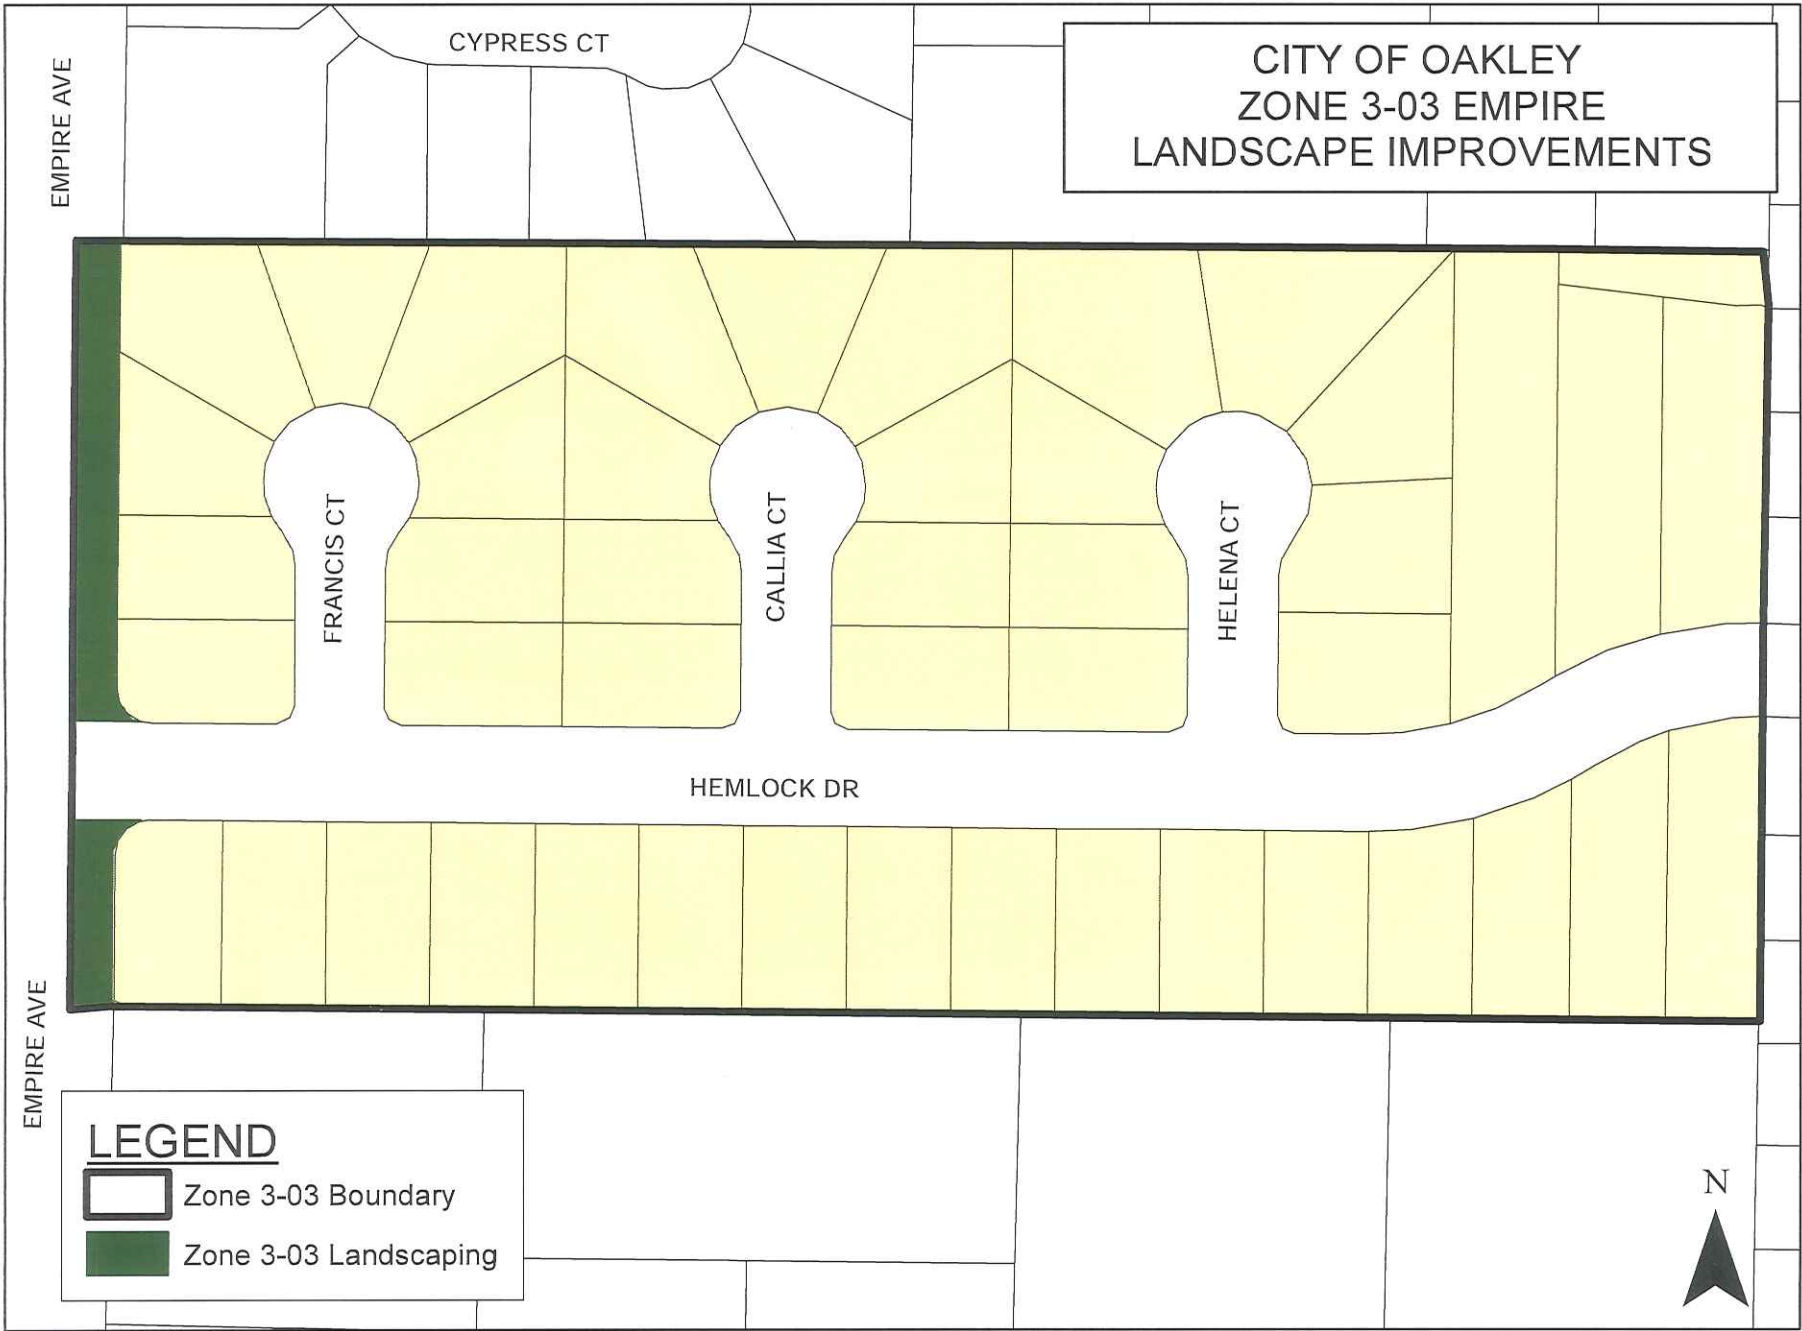 CYPRESS CT
EMPIRE AVE
CITY OF OAKLEY
ZONE 3-03 EMPIRE
LANDSCAPE IMPROVEMENTS
FRANCIS CT
CALLIA CT
HELENA CT
HEMLOCK DR
EMPIRE AVE
LEGEND
Zone 3-03 Boundary
Zone 3-03 Landscaping
N